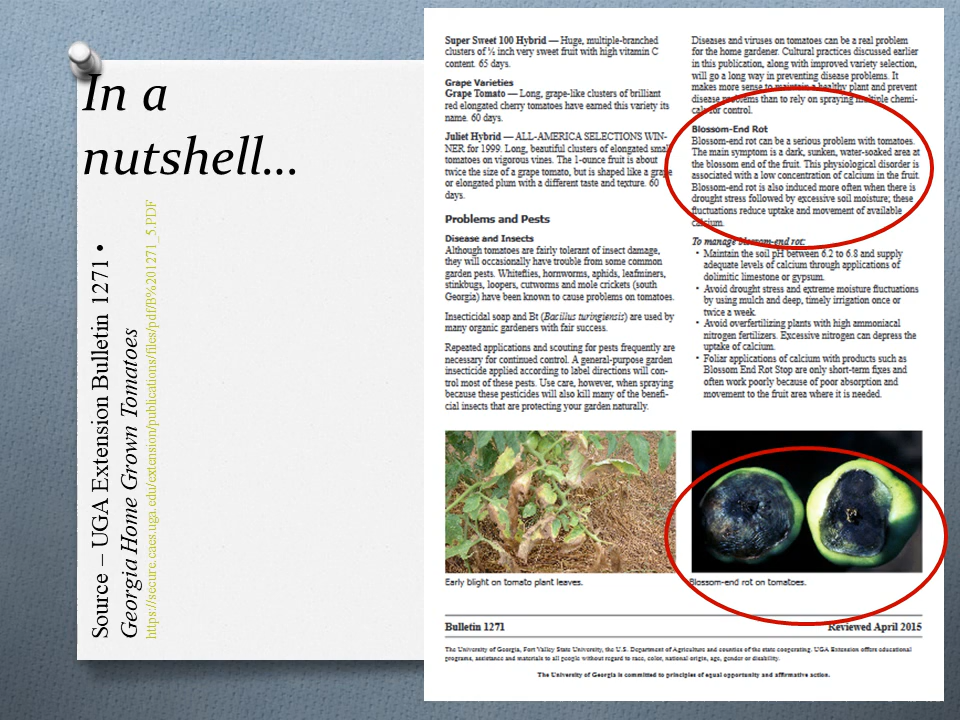 In a
nutshell…
Source – UGA Extension Bulletin 1271 •
Georgia Home Grown Tomatoes
https://secure.caes.uga.edu/extension/publications/files/pdf/B%201271_5.PDF
Super Sweet 100 Hybrid — Huge, multiple-branched
clusters of ½ inch very sweet fruit with high vitamin C
content. 65 days.
Grape Varieties
Grape Tomato — Long, grape-like clusters of brilliant
red elongated cherry tomatoes have earned this variety its
name. 60 days.
Juliet Hybrid — ALL-AMERICA SELECTIONS WIN-
NER for 1999. Long, beautiful clusters of elongated small
tomatoes on vigorous vines. The 1-ounce fruit is about
twice the size of a grape tomato, but is shaped like a grape
or elongated plum with a different taste and texture. 60
days.
Problems and Pests
Disease and Insects
Although tomatoes are fairly tolerant of insect damage,
they will occasionally have trouble from some common
garden pests. Whiteflies, hornworms, aphids, leafminers,
stinkbugs, loopers, cutworms and mole crickets (south
Georgia) have been known to cause problems on tomatoes.
Insecticidal soap and Bt (Bacillus turingiensis) are used by
many organic gardeners with fair success.
Repeated applications and scouting for pests frequently are
necessary for continued control. A general-purpose garden
insecticide applied according to label directions will con-
trol most of these pests. Use care, however, when spraying
because these pesticides will also kill many of the benefi-
cial insects that are protecting your garden naturally.
Early blight on tomato plant leaves.
Diseases and viruses on tomatoes can be a real problem
for the home gardener. Cultural practices discussed earlier
in this publication, along with improved variety selection,
will go a long way in preventing disease problems. It
makes more sense to maintain a healthy plant and prevent
disease problems than to rely on spraying multiple chemi-
cals for control.
Blossom-End Rot
Blossom-end rot can be a serious problem with tomatoes.
The main symptom is a dark, sunken, water-soaked area at
the blossom end of the fruit. This physiological disorder is
associated with a low concentration of calcium in the fruit.
Blossom-end rot is also induced more often when there is
drought stress followed by excessive soil moisture; these
fluctuations reduce uptake and movement of available
calcium.
To manage blossom-end rot:
• Maintain the soil pH between 6.2 to 6.8 and supply
adequate levels of calcium through applications of
dolimitic limestone or gypsum.
• Avoid drought stress and extreme moisture fluctuations
by using mulch and deep, timely irrigation once or
twice a week.
• Avoid overfertilizing plants with high ammoniacal
nitrogen fertilizers. Excessive nitrogen can depress the
uptake of calcium.
• Foliar applications of calcium with products such as
Blossom End Rot Stop are only short-term fixes and
often work poorly because of poor absorption and
movement to the fruit area where it is needed.
Blossom-end rot on tomatoes.
Bulletin 1271 Reviewed April 2015
The University of Georgia, Fort Valley State University, the U.S. Department of Agriculture and counties of the state cooperating. UGA Extension offers educational
programs, assistance and materials to all people without regard to race, color, national origin, age, gender or disability.
The University of Georgia is committed to principles of equal opportunity and affirmative action.